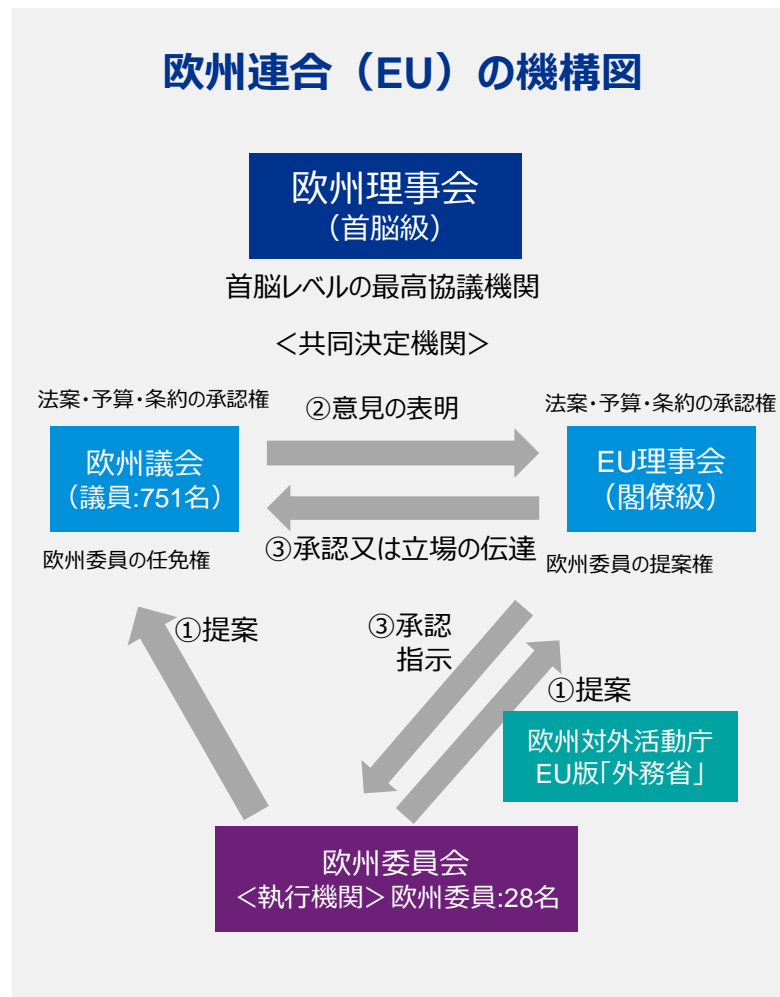 欧州連合（EU）の機構図
欧州理事会
（首脳級）
首脳レベルの最高協議機関
＜共同決定機関＞
法案・予算・条約の承認権
②意見の表明
法案・予算・条約の承認権
欧州議会
（議員:751名）
EU理事会
（閣僚級）
③承認又は立場の伝達
欧州委員の任免権
欧州委員の提案権
①提案
③承認
指示
①提案
欧州対外活動庁
EU版「外務省」
欧州委員会
＜執行機関＞欧州委員:28名